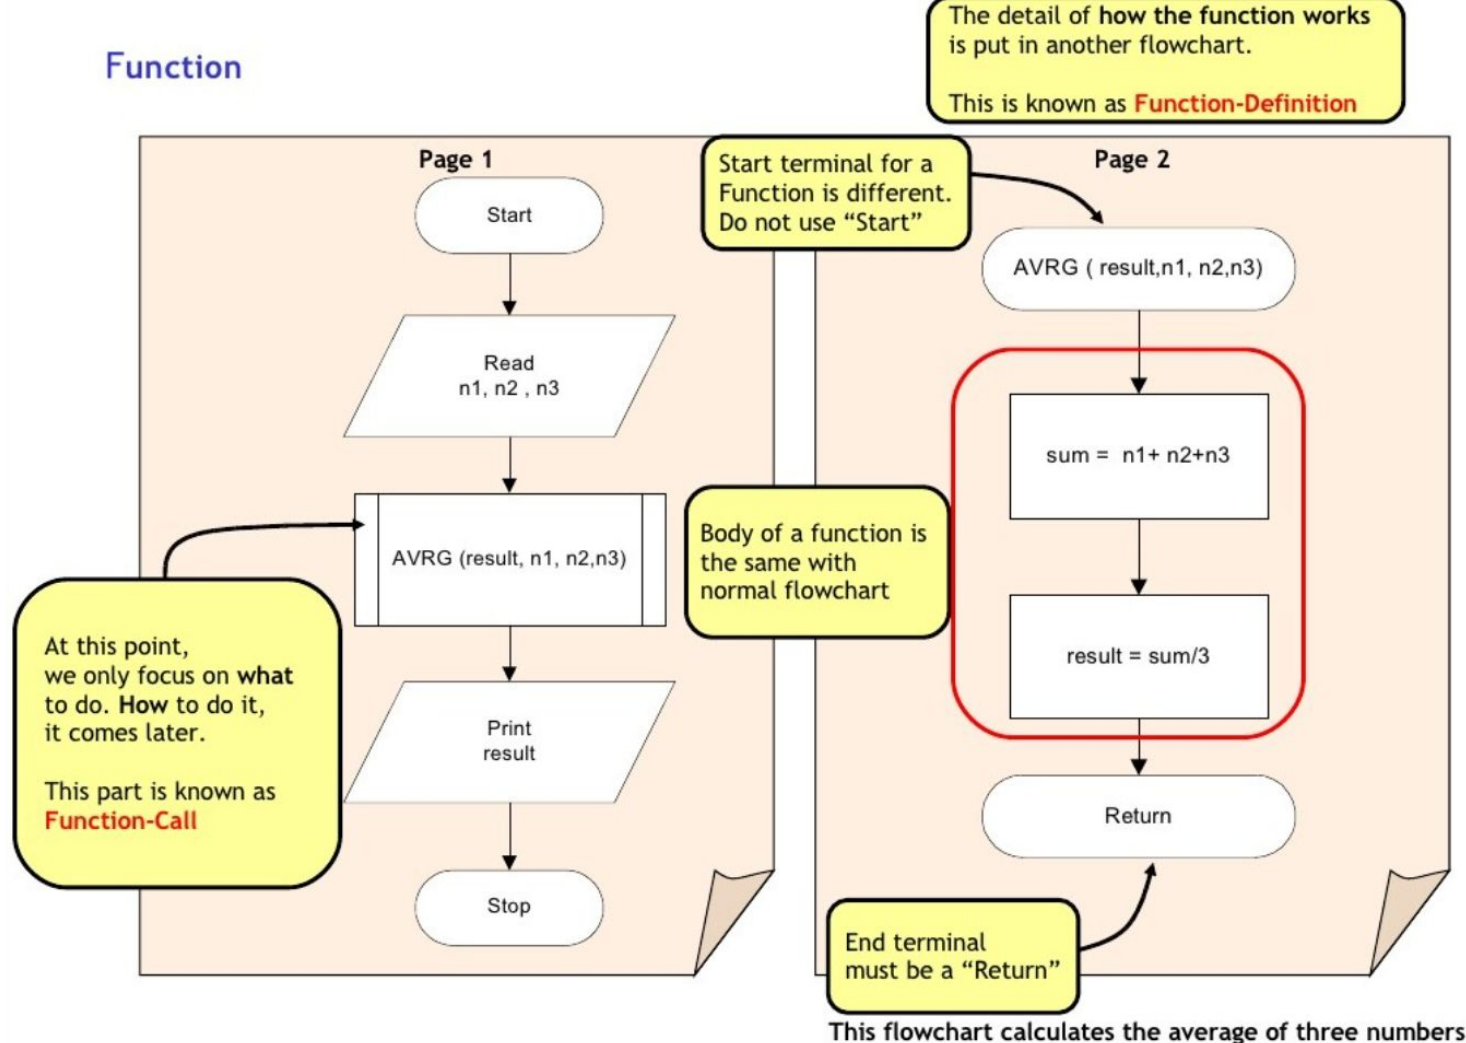 Function
The detail of how the function works
is put in another flowchart.
This is known as Function-Definition
Page 1
Start
Read
n1, n2 , n3
AVRG (result, n1, n2,n3)
Print
result
Stop
At this point,
we only focus on what
to do. How to do it,
it comes later.
This part is known as
Function-Call
Start terminal for a
Function is different.
Do not use “Start”
Page 2
AVRG ( result,n1, n2,n3)
sum =  n1+ n2+n3
result = sum/3
Return
Body of a function is
the same with
normal flowchart
End terminal
must be a “Return”
This flowchart calculates the average of three numbers